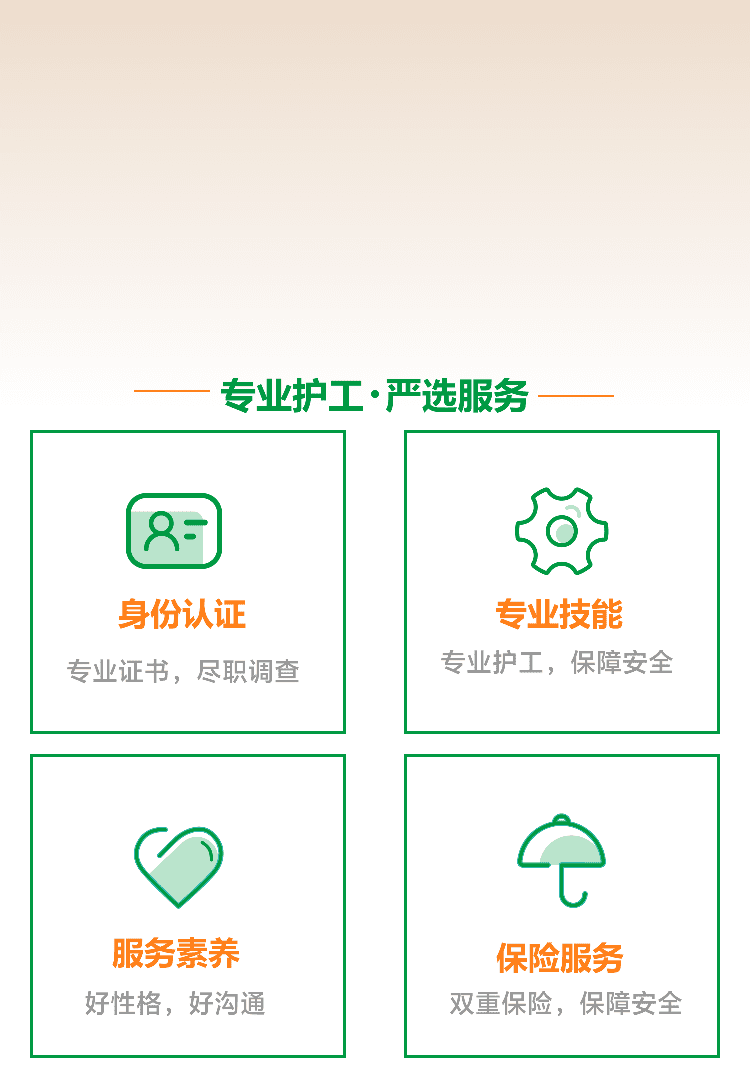 专业护工·严选服务
身份认证
专业证书，尽职调查
专业技能
专业护工，保障安全
服务素养
好性格，好沟通
保险服务
双重保险，保障安全